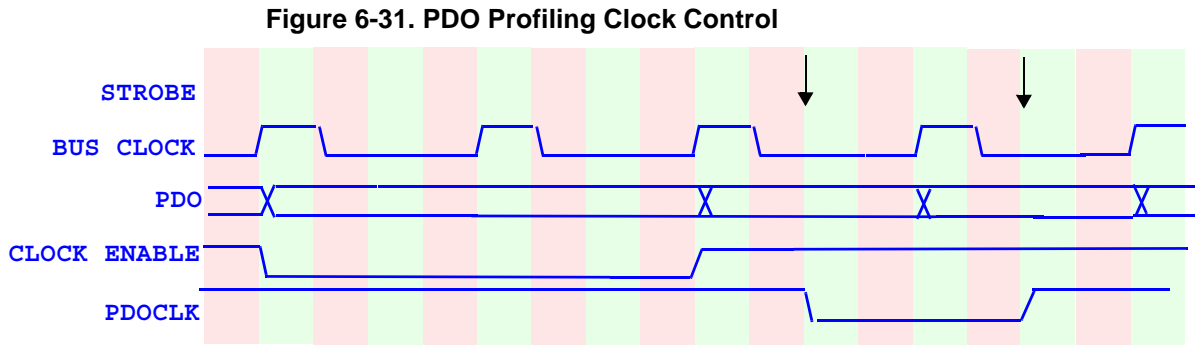 Figure 6-31. PDO Profiling Clock Control
STROBE
BUS CLOCK
PDO
CLOCK ENABLE
PDOCLK